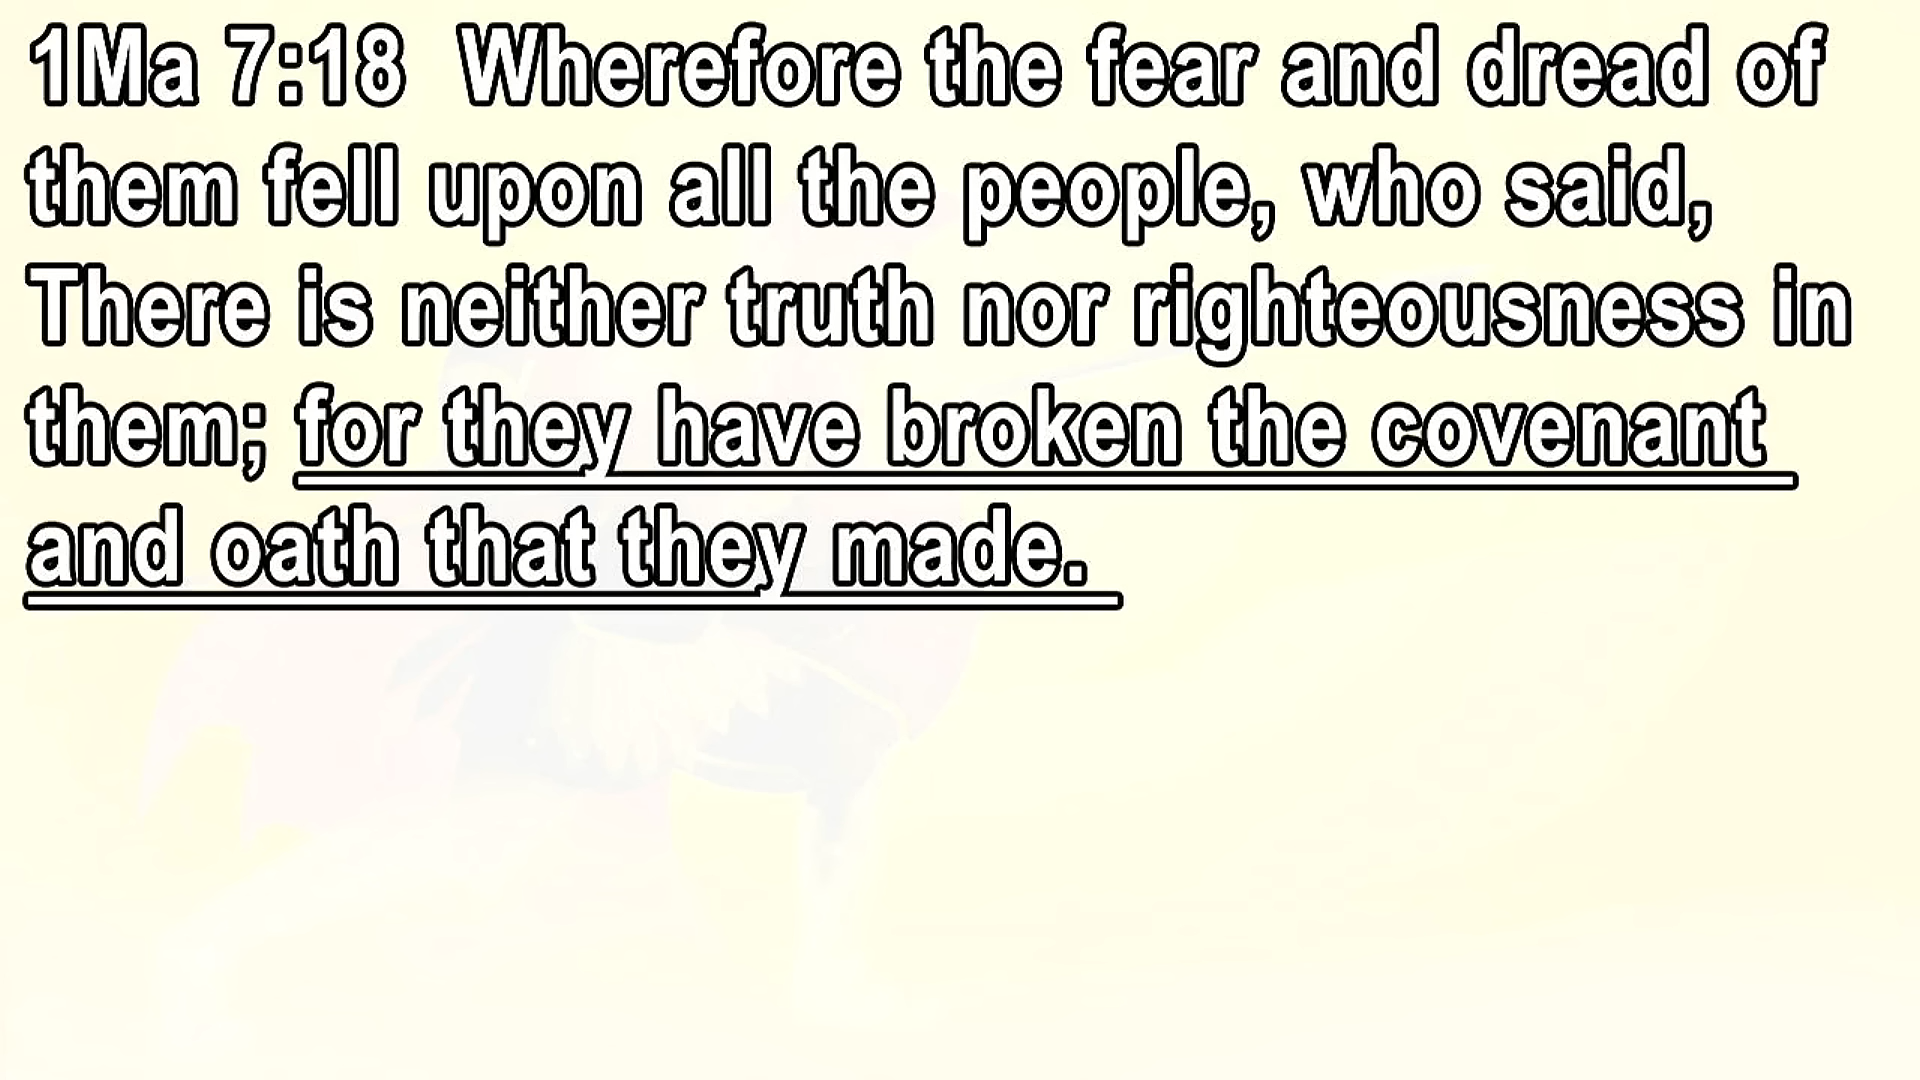 1Ma 7:18  Wherefore the fear and dread of
them fell upon all the people, who said,
There is neither truth nor righteousness in
them; for they have broken the covenant
and oath that they made.